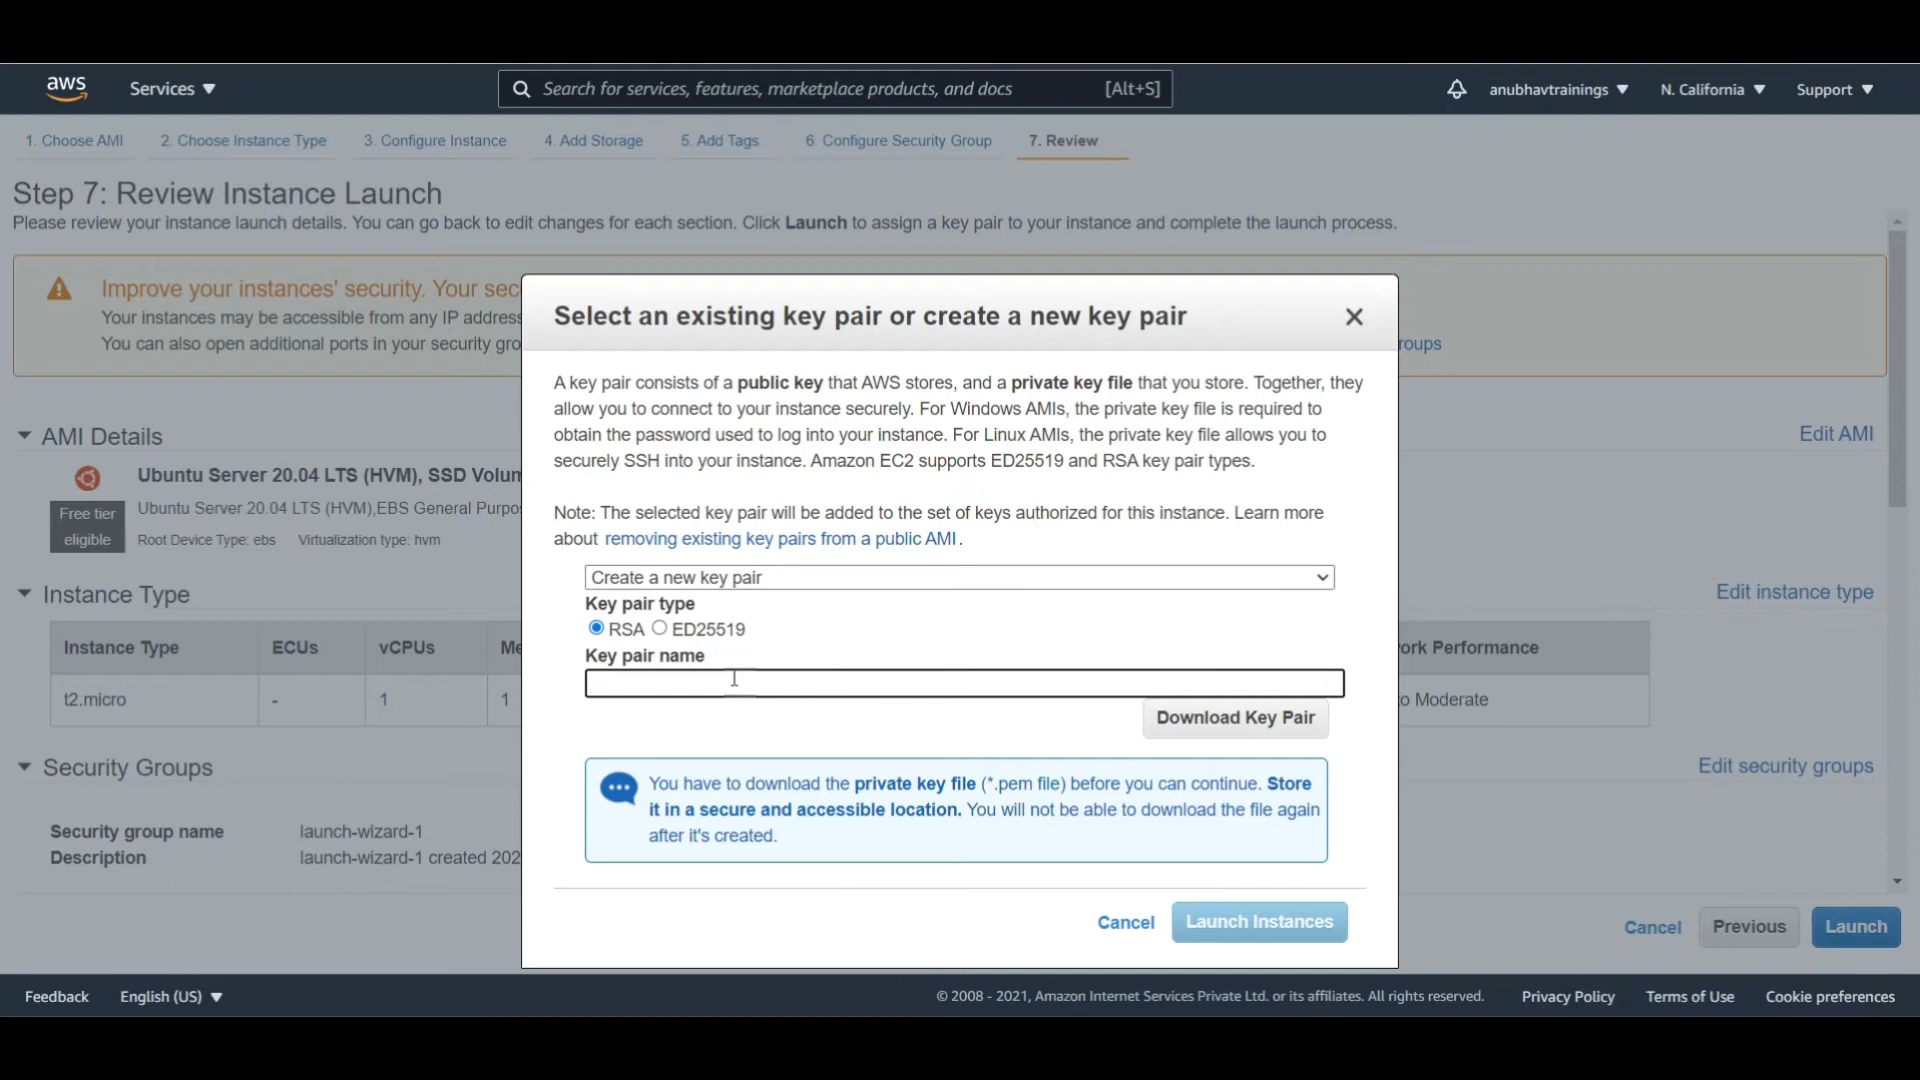 aws
Services
Search for services, features, marketplace products, and docs [Alt+S]
anubhavtrainings
N. California
Support
1. Choose AMI 2. Choose Instance Type 3. Configure Instance 4. Add Storage 5. Add Tags 6. Configure Security Group 7. Review
Step 7: Review Instance Launch
Please review your instance launch details. You can go back to edit changes for each section. Click Launch to assign a key pair to your instance and complete the launch process.
Improve your instances' security. Your sec
Your instances may be accessible from any IP address
You can also open additional ports in your security gro
roups
AMI Details
Edit AMI
Ubuntu Server 20.04 LTS (HVM), SSD Volum
Free tier
eligible
Ubuntu Server 20.04 LTS (HVM),EBS General Purpo
Root Device Type: ebs Virtualization type: hvm
Instance Type
Edit instance type
Instance Type ECUs vCPUs Me
ork Performance
t2.micro - 1 1
o Moderate
Security Groups
Edit security groups
Security group name launch-wizard-1
Description launch-wizard-1 created 202
Select an existing key pair or create a new key pair
A key pair consists of a public key that AWS stores, and a private key file that you store. Together, they
allow you to connect to your instance securely. For Windows AMIs, the private key file is required to
obtain the password used to log into your instance. For Linux AMIs, the private key file allows you to
securely SSH into your instance. Amazon EC2 supports ED25519 and RSA key pair types.
Note: The selected key pair will be added to the set of keys authorized for this instance. Learn more
about removing existing key pairs from a public AMI.
Create a new key pair
Key pair type
RSA ED25519
Key pair name
Download Key Pair
You have to download the private key file (*.pem file) before you can continue. Store
it in a secure and accessible location. You will not be able to download the file again
after it's created.
Cancel Launch Instances
Cancel Previous Launch
Feedback English (US)
© 2008 - 2021, Amazon Internet Services Private Ltd. or its affiliates. All rights reserved. Privacy Policy Terms of Use Cookie preferences